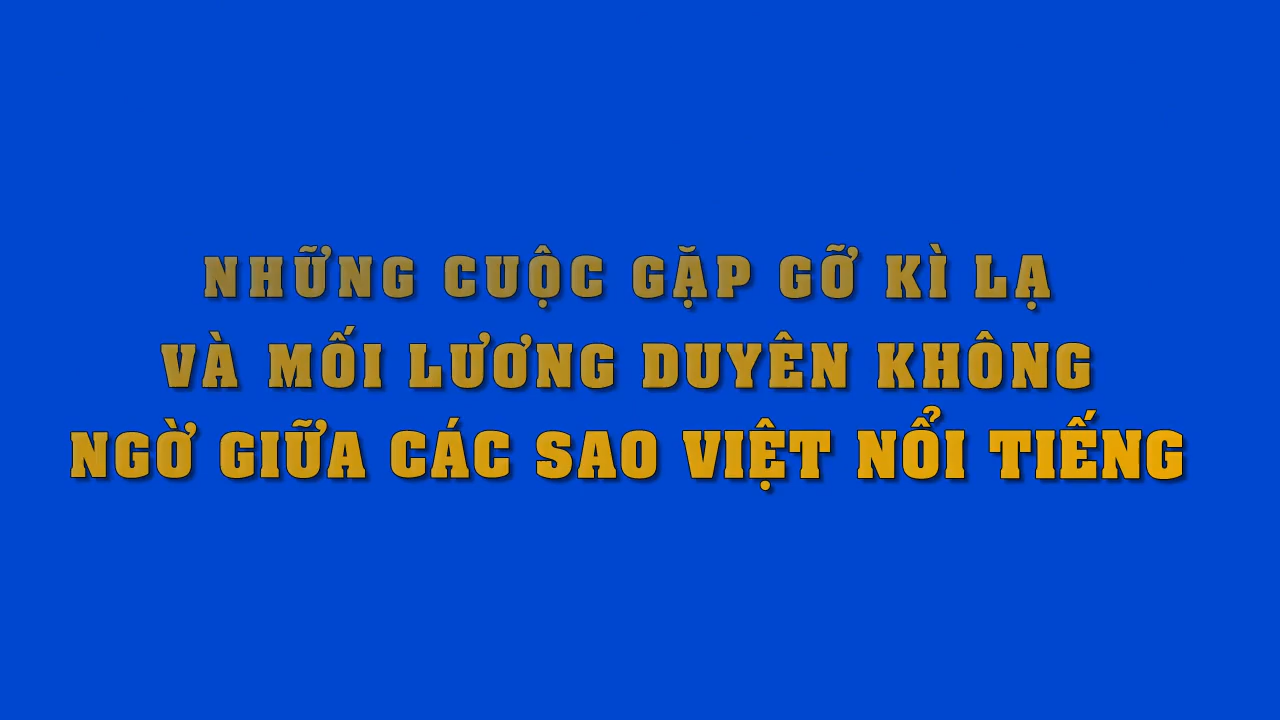 NHỮNG CUỘC GẶP GỠ KÌ LẠ
VÀ MỐI LƯƠNG DUYÊN KHÔNG
NGỜ GIỮA CÁC SAO VIỆT NỔI TIẾNG